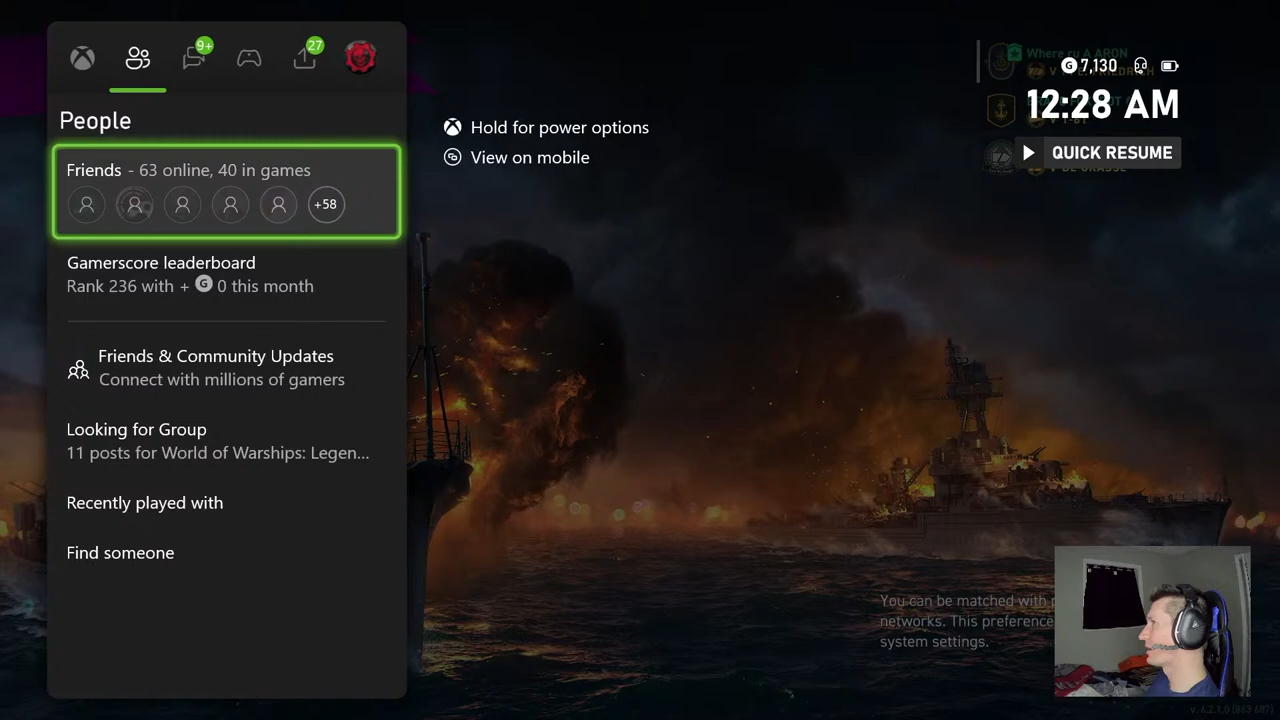 9+
27
People
Friends - 63 online, 40 in games
+58
Gamerscore leaderboard
Rank 236 with + G 0 this month
Friends & Community Updates
Connect with millions of gamers
Looking for Group
11 posts for World of Warships: Legen...
Recently played with
Find someone
Hold for power options
View on mobile
Where ru A ARON
G 7,130
12:28 AM
QUICK RESUME
You can be matched with
networks. This preference
system settings.